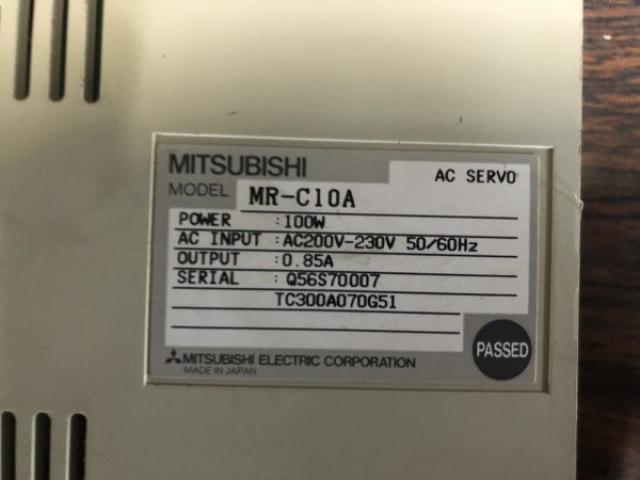 MITSUBISHI
AC SERVO
MODEL MR-C10A
POWER :100W
AC INPUT :AC200V-230V 50/60Hz
OUTPUT :0.85A
SERIAL :Q56S70007
TC300A070G51
MITSUBISHI ELECTRIC CORPORATION
MADE IN JAPAN
PASSED